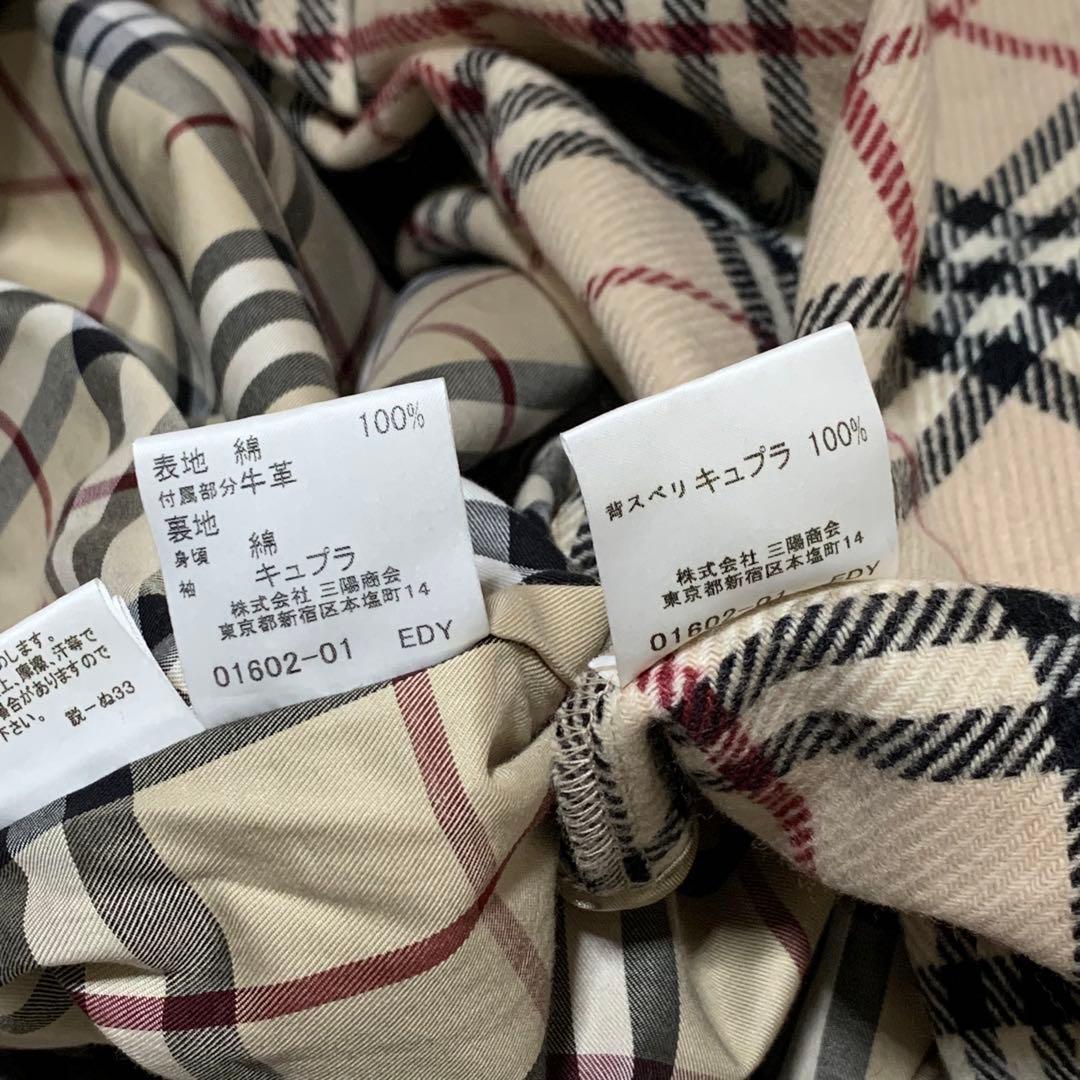 表地 綿 100%
付属部分 牛革
裏地
身頃 綿
袖 キュプラ
株式会社 三陽商会
東京都新宿区本塩町14
01602-01 EDY
背スベリ キュプラ 100%
株式会社 三陽商会
東京都新宿区本塩町14
01602-01 EDY
のします。
上、摩擦、汗等で
場合がありますので
下さい。 鋭-ぬ33